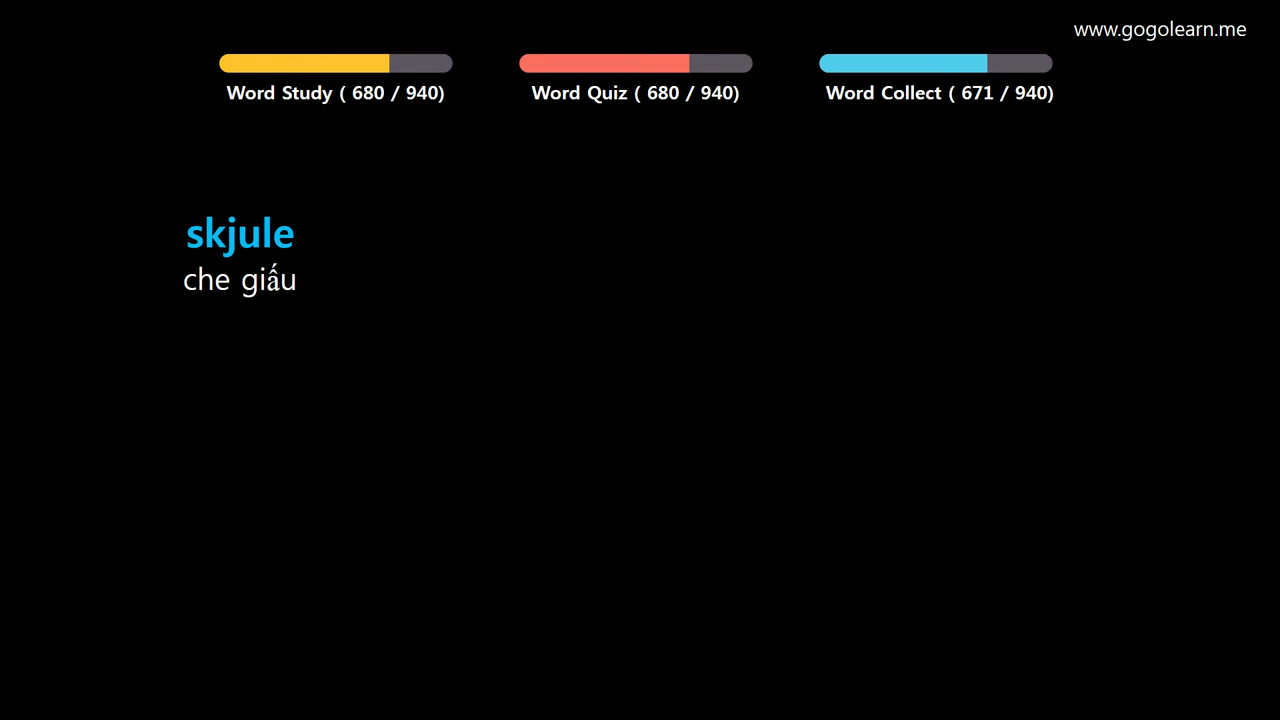 www.gogolearn.me
Word Study ( 680 / 940)
Word Quiz ( 680 / 940)
Word Collect ( 671 / 940)
skjule
che giấu